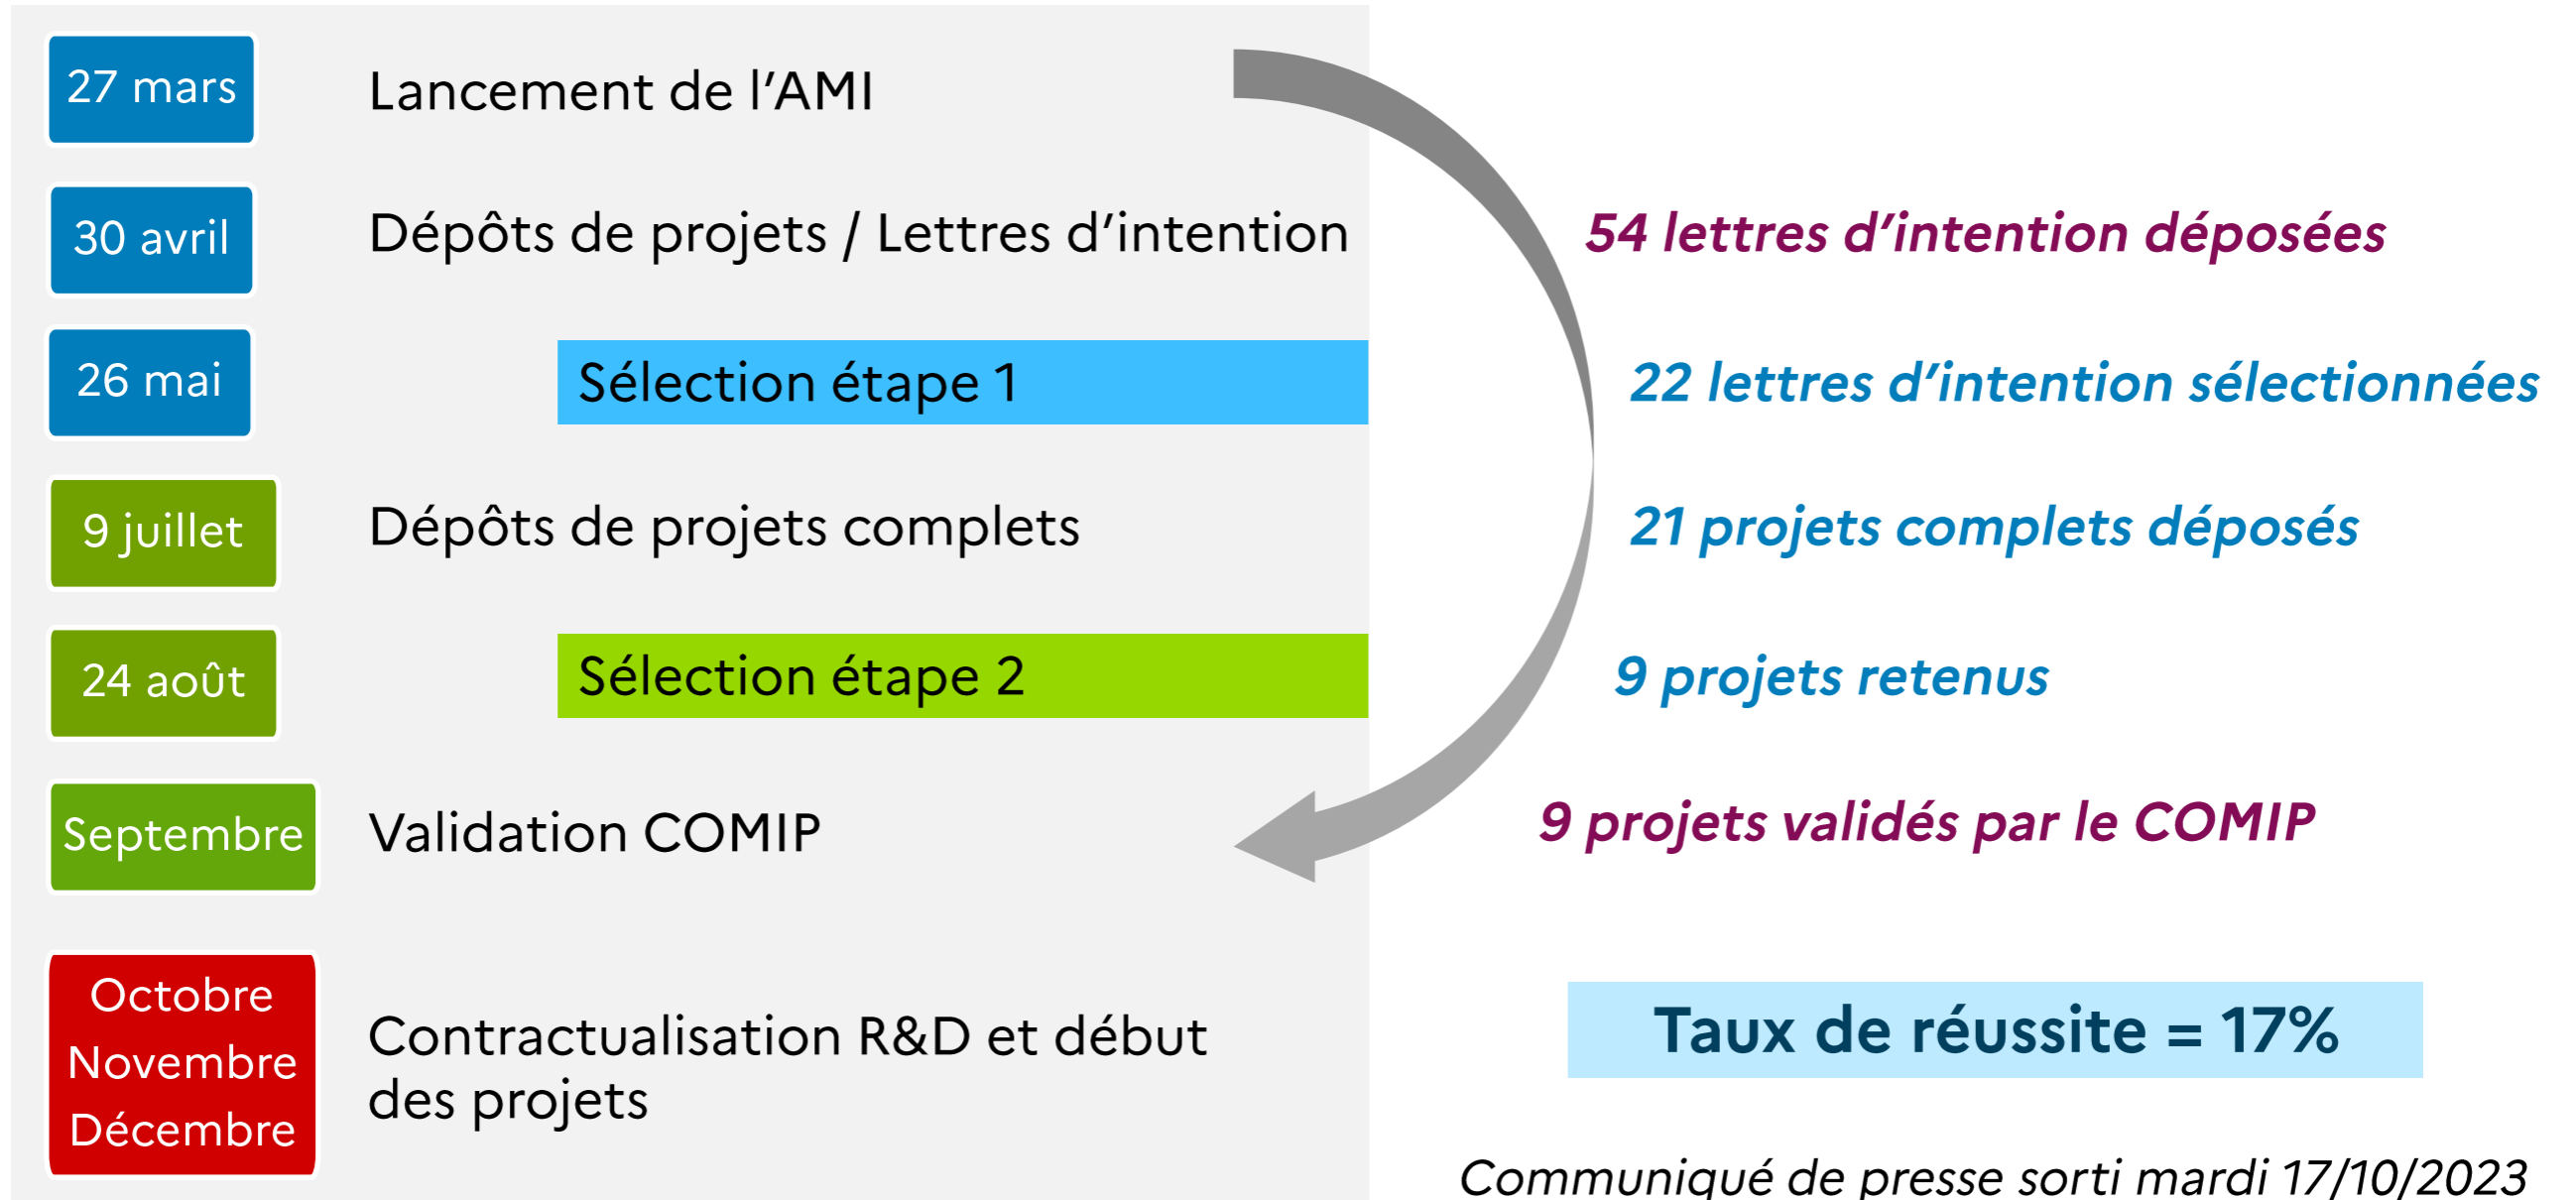 27 mars
Lancement de l’AMI
30 avril
Dépôts de projets / Lettres d’intention
54 lettres d’intention déposées
26 mai
Sélection étape 1
22 lettres d’intention sélectionnées
9 juillet
Dépôts de projets complets
21 projets complets déposés
24 août
Sélection étape 2
9 projets retenus
Septembre
Validation COMIP
9 projets validés par le COMIP
Octobre
Novembre
Décembre
Contractualisation R&D et début
des projets
Taux de réussite = 17%
Communiqué de presse sorti mardi 17/10/2023